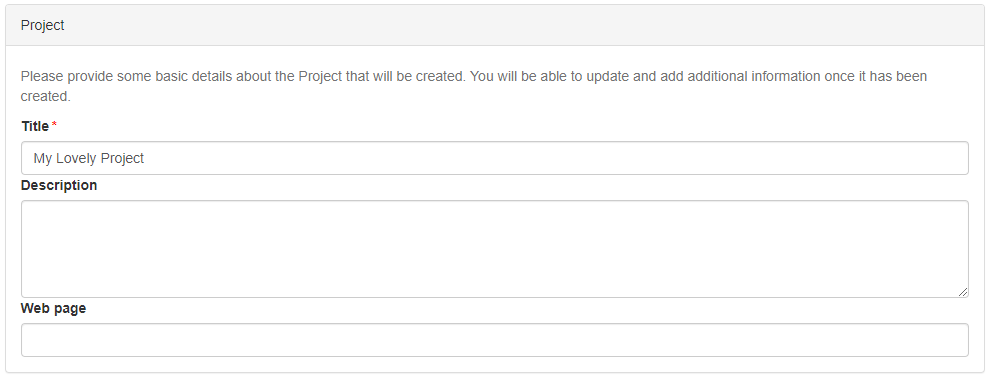 Project
Please provide some basic details about the Project that will be created. You will be able to update and add additional information once it has been
created.
Title*
My Lovely Project
Description
Web page